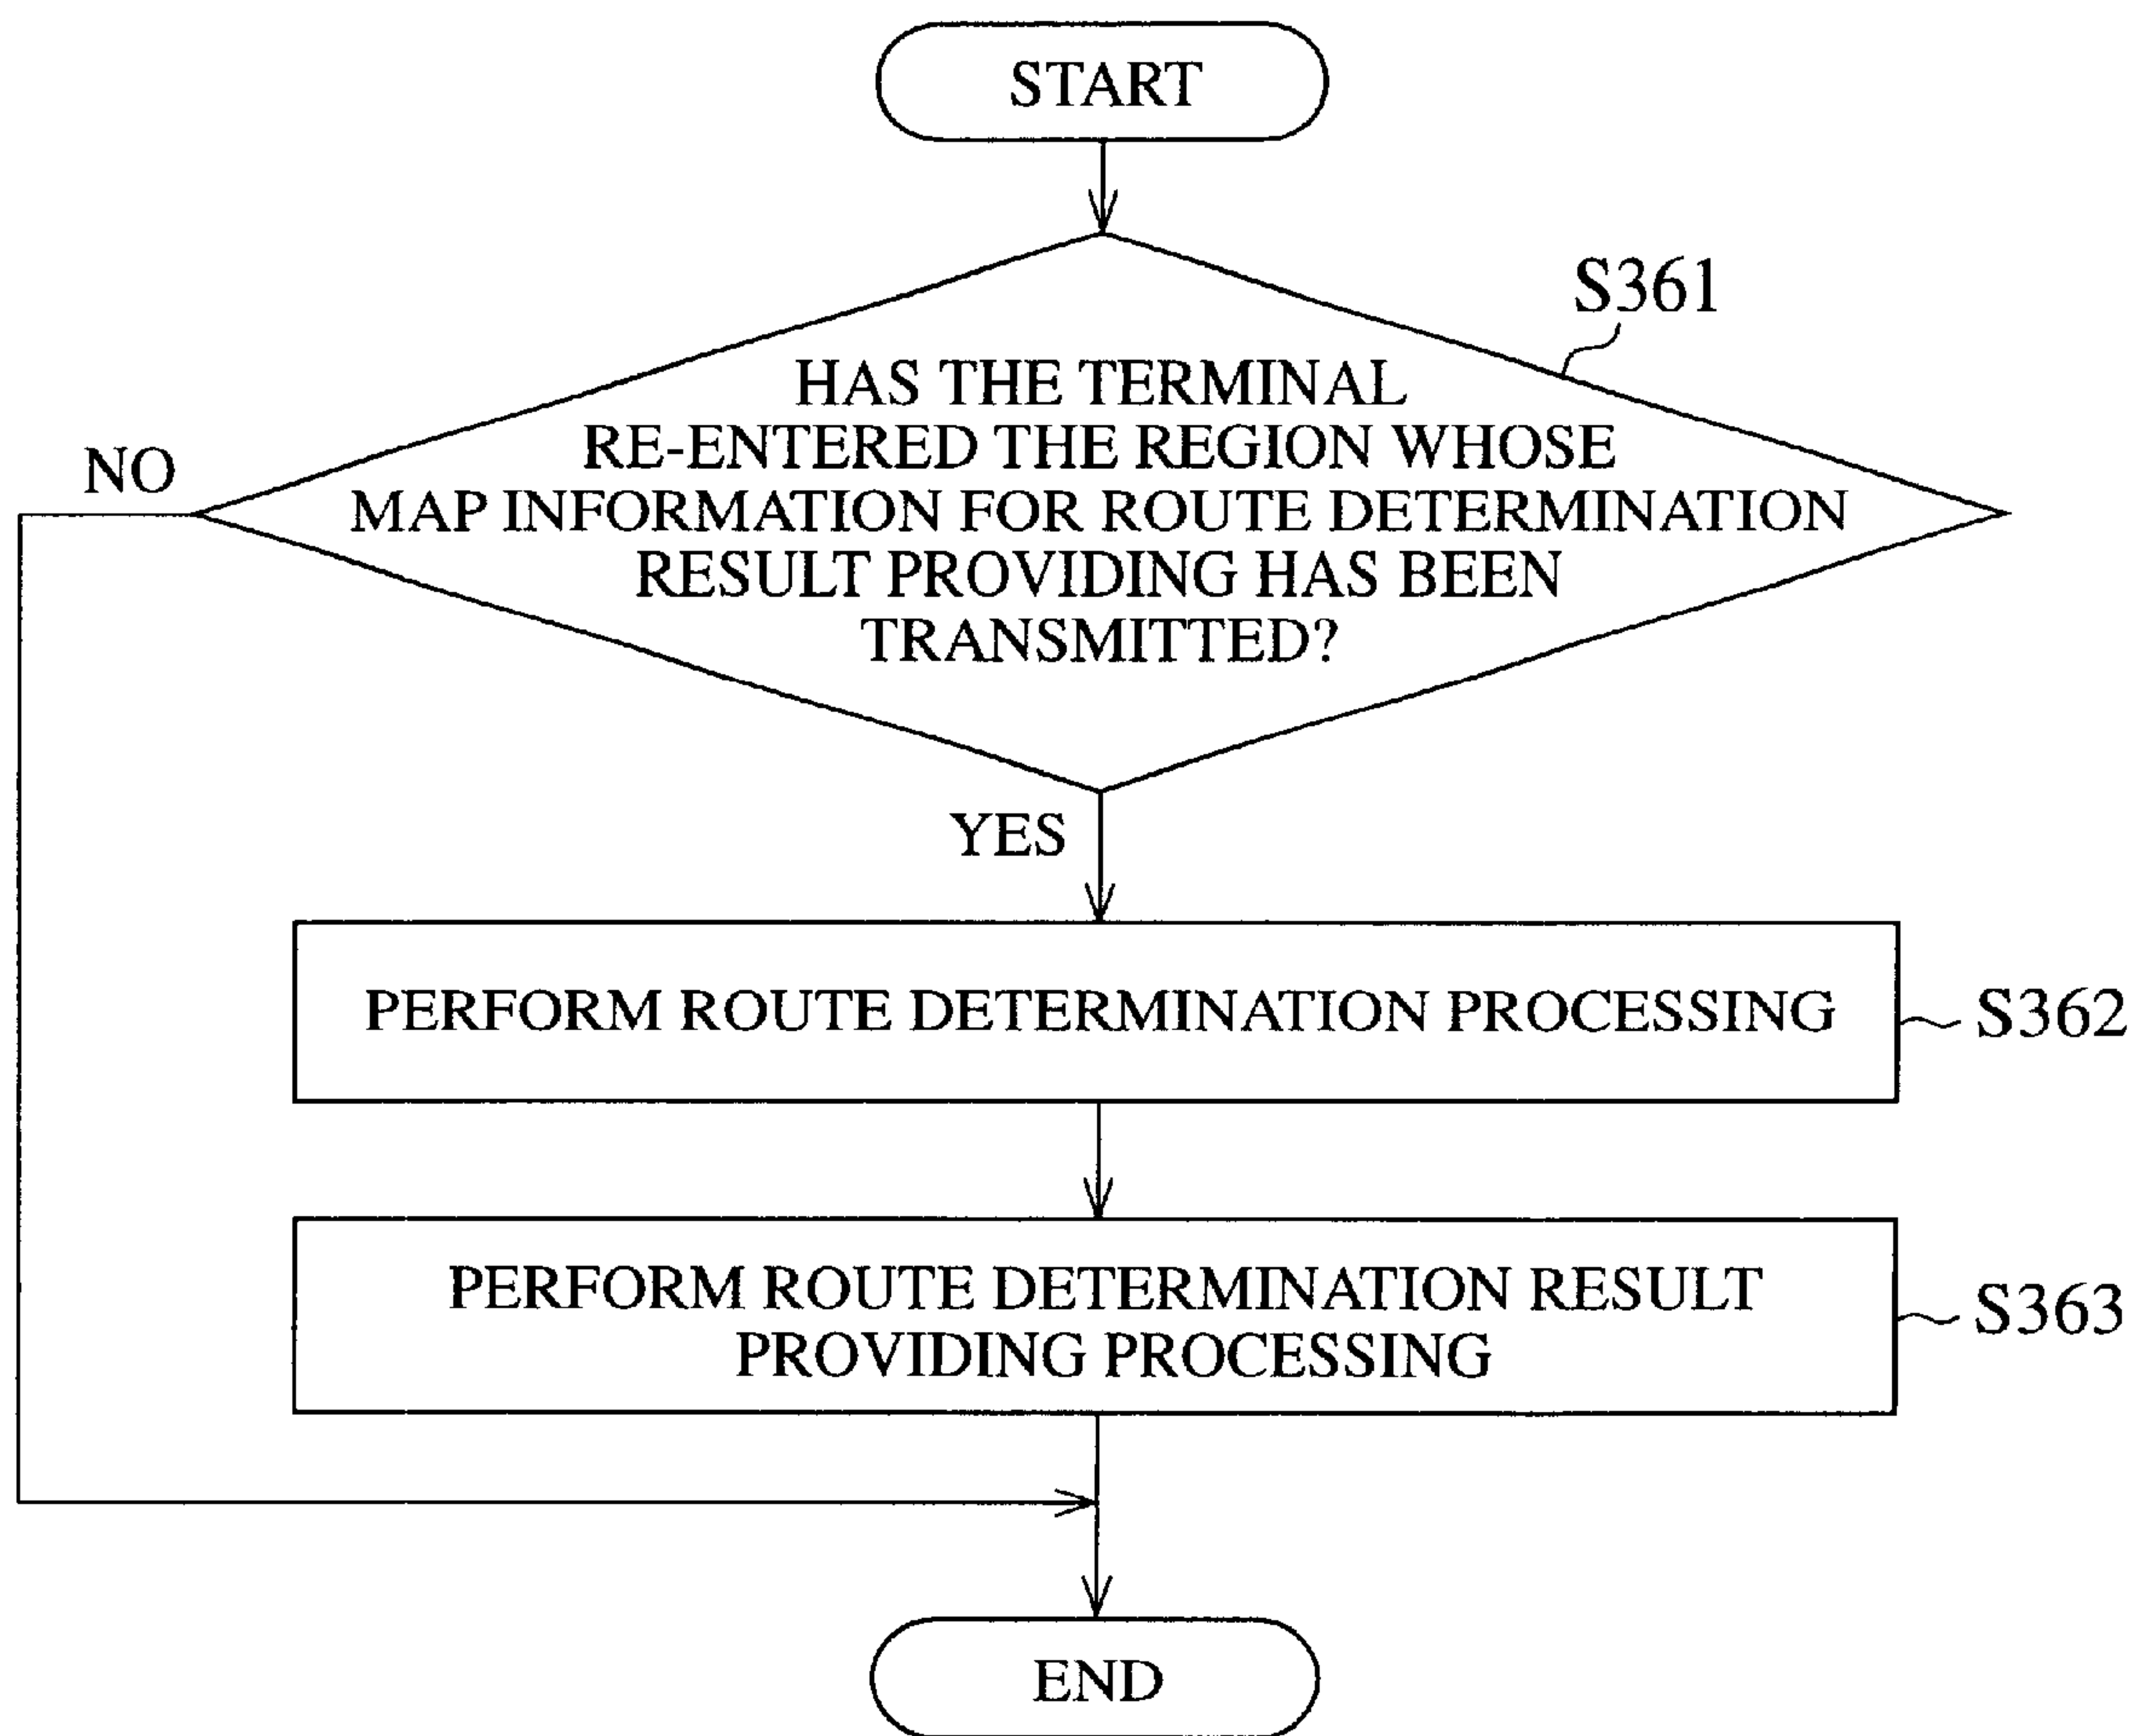 START
S361
HAS THE TERMINAL
RE-ENTERED THE REGION WHOSE
NO
MAP INFORMATION FOR ROUTE DETERMINATION
RESULT PROVIDING HAS BEEN
TRANSMITTED?
YES
PERFORM ROUTE DETERMINATION PROCESSING
S362
PERFORM ROUTE DETERMINATION RESULT
PROVIDING PROCESSING
S363
END